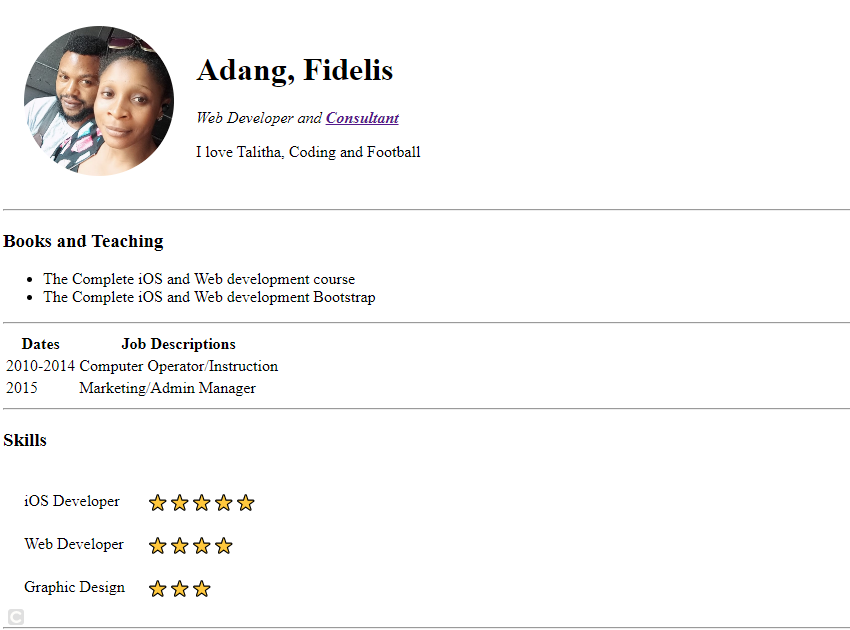 Adang, Fidelis
Web Developer and Consultant
I love Talitha, Coding and Football
Books and Teaching
The Complete iOS and Web development course
The Complete iOS and Web development Bootstrap
Dates Job Descriptions
2010-2014 Computer Operator/Instruction
2015 Marketing/Admin Manager
Skills
iOS Developer
Web Developer
Graphic Design
C